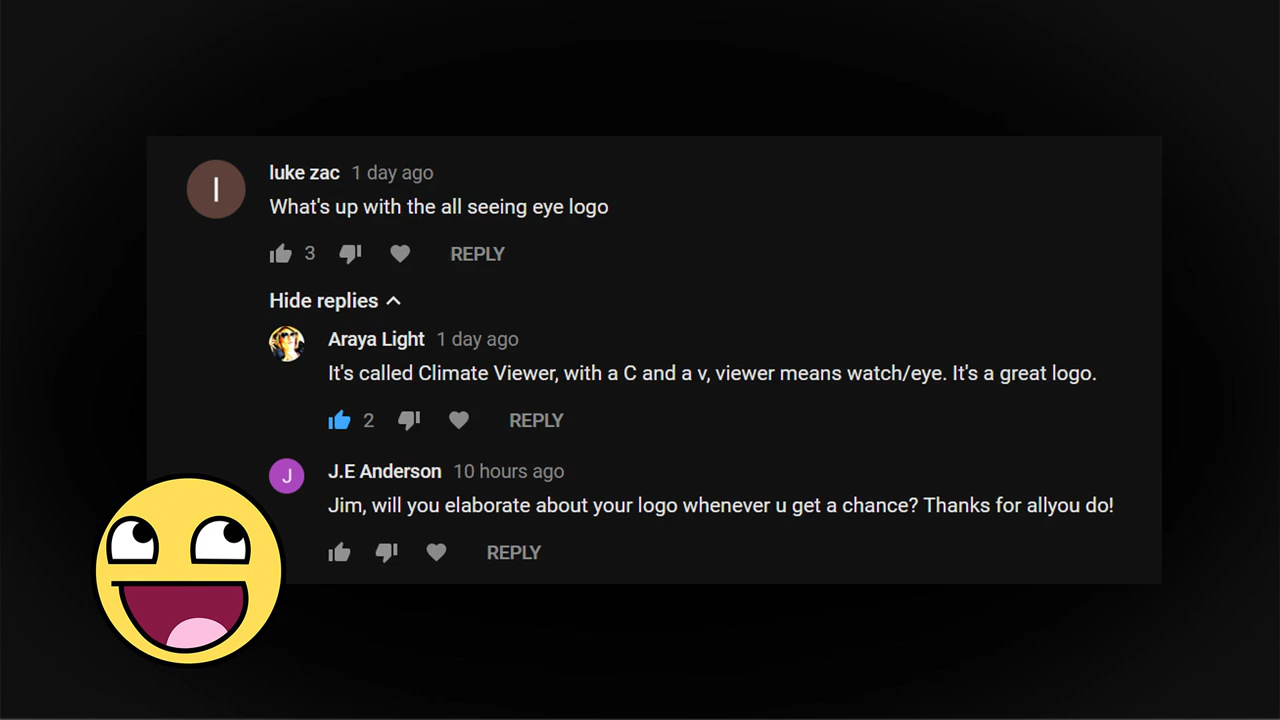 l
luke zac 1 day ago
What's up with the all seeing eye logo
3 REPLY
Hide replies
Araya Light 1 day ago
It's called Climate Viewer, with a C and a v, viewer means watch/eye. It's a great logo.
2 REPLY
J
J.E Anderson 10 hours ago
Jim, will you elaborate about your logo whenever u get a chance? Thanks for allyou do!
REPLY